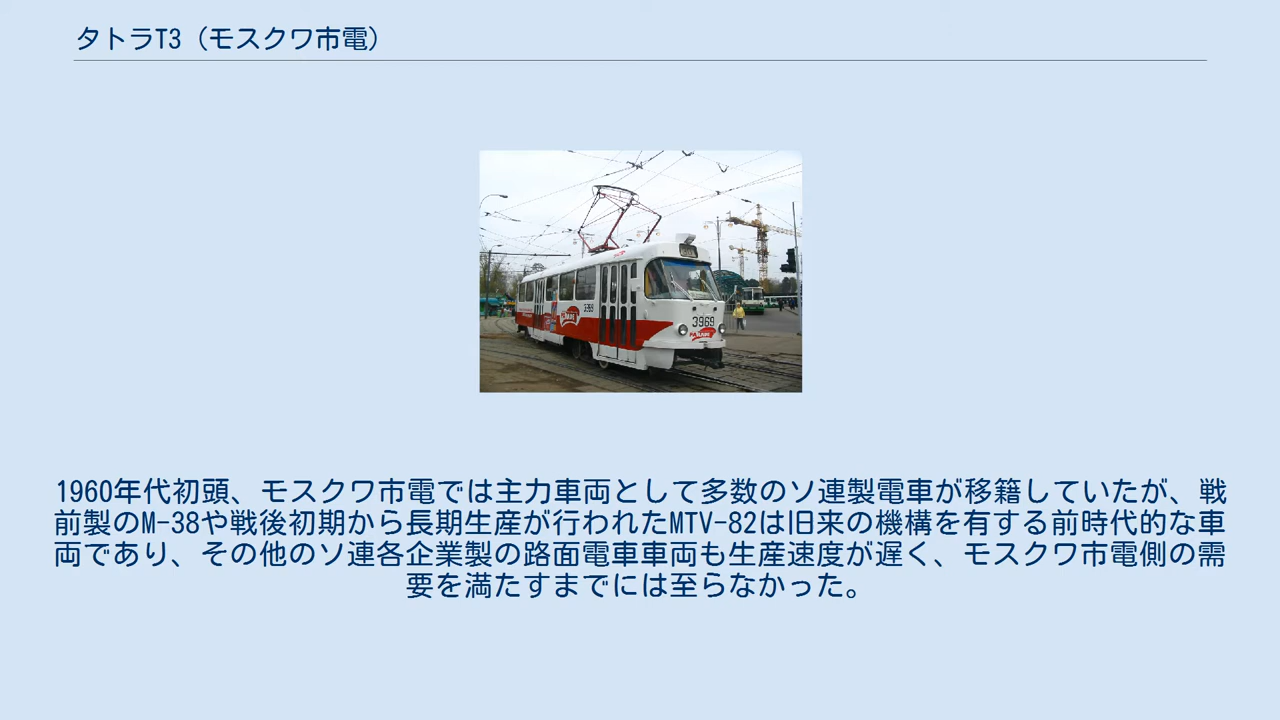 タトラT3（モスクワ市電）
3969
1960年代初頭、モスクワ市電では主力車両として多数のソ連製電車が移籍していたが、戦
前製のM-38や戦後初期から長期生産が行われたMTV-82は旧来の機構を有する前時代的な車
両であり、その他のソ連各企業製の路面電車車両も生産速度が遅く、モスクワ市電側の需
要を満たすまでには至らなかった。